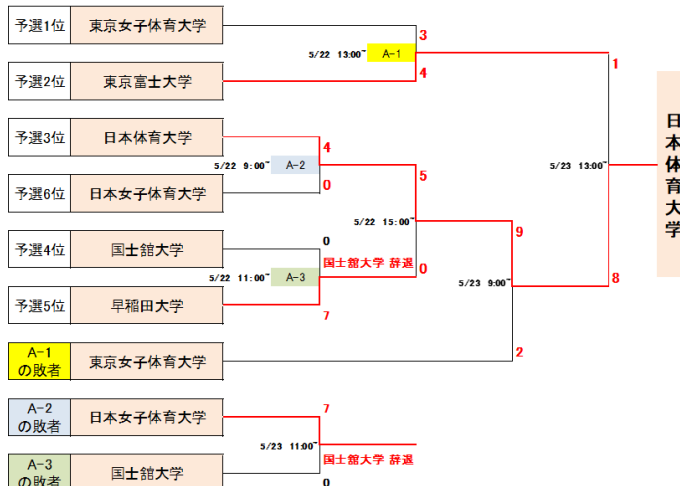 予選1位 東京女子体育大学
3
5/22 13:00~ A-1
1
予選2位 東京富士大学
4
日本体育大学
予選3位 日本体育大学
4
5/22 9:00~ A-2
5
5/23 13:00~
0
予選6位 日本女子体育大学
5/22 15:00~
0
予選4位 国士舘大学
9
国士舘大学 辞退
0
5/22 11:00~ A-3
5/23 9:00~
8
予選5位 早稲田大学
7
A-1
の敗者 東京女子体育大学
2
A-2
の敗者 日本女子体育大学
7
5/23 11:00~
国士舘大学 辞退
A-3
の敗者 国士舘大学
0